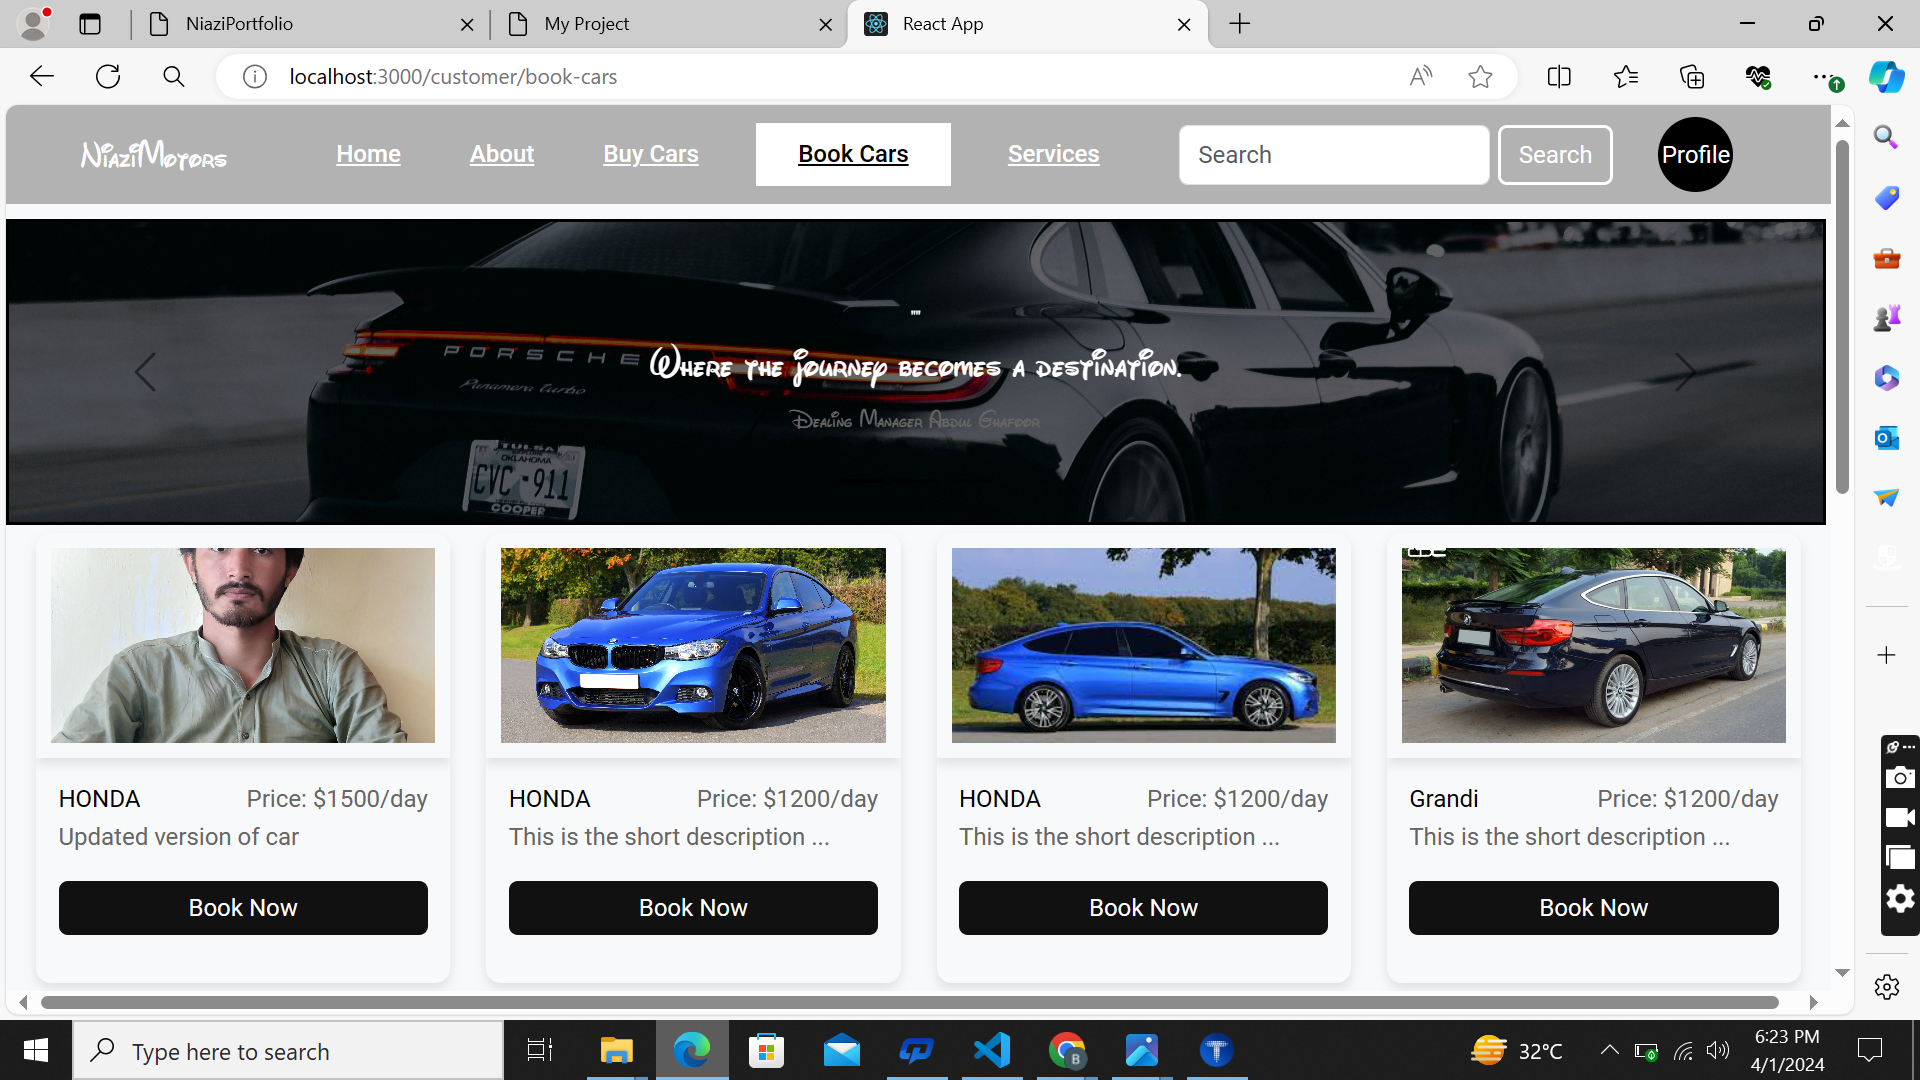 NiaziPortfolio
My Project
React App
localhost:3000/customer/book-cars
NiaziMotors
Home
About
Buy Cars
Book Cars
Services
Search
Search
Profile
""
Where the journey becomes a destination.
Dealing Manager Abdul Ghafoor
PORSCHE
Panamera Turbo
TULSA
OKLAHOMA
CVC-911
COOPER
HONDA
Price: $1500/day
Updated version of car
Book Now
HONDA
Price: $1200/day
This is the short description ...
Book Now
HONDA
Price: $1200/day
This is the short description ...
Book Now
Grandi
Price: $1200/day
This is the short description ...
Book Now
Type here to search
32°C
6:23 PM
4/1/2024